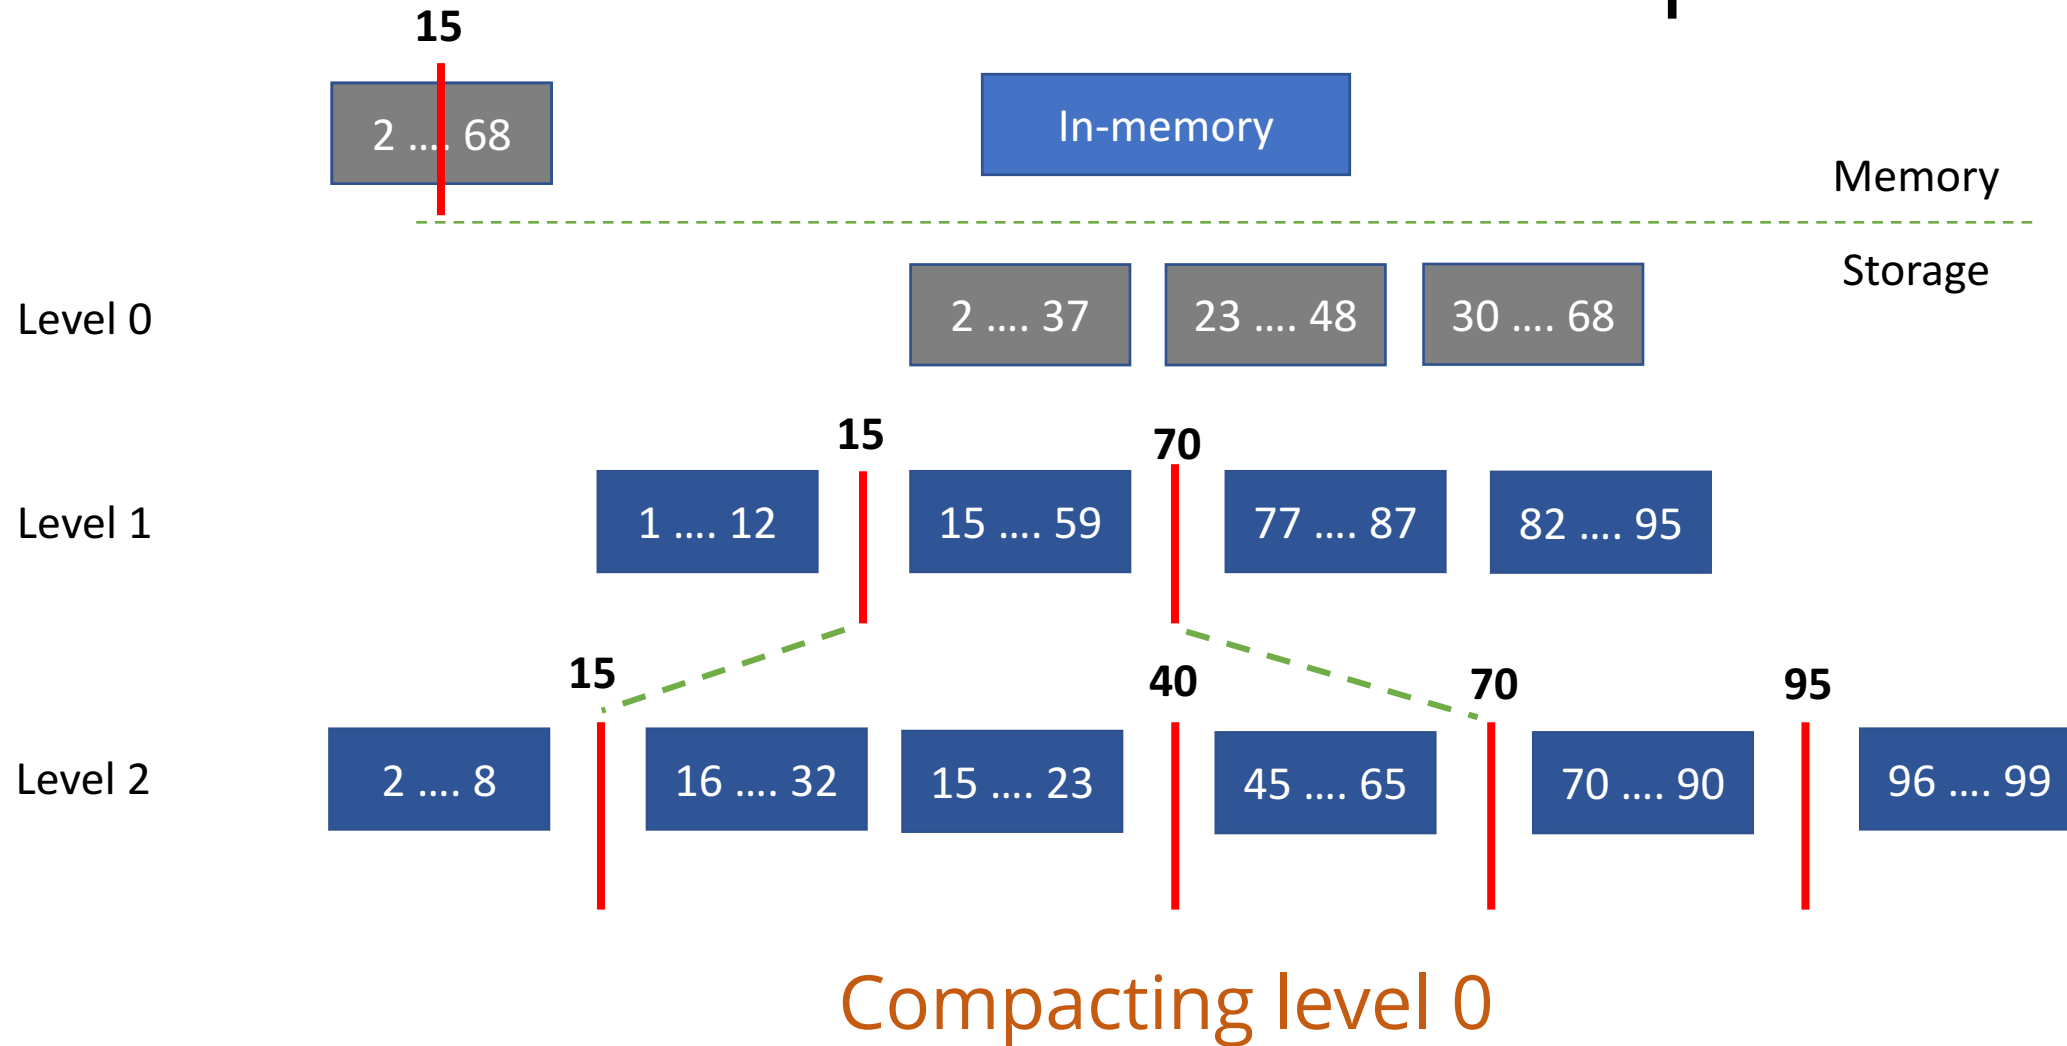 15
2 .... 68
In-memory
Memory
Storage
Level 0
2 .... 37
23 .... 48
30 .... 68
15
70
Level 1
1 .... 12
15 .... 59
77 .... 87
82 .... 95
15
40
70
95
Level 2
2 .... 8
16 .... 32
15 .... 23
45 .... 65
70 .... 90
96 .... 99
Compacting level 0